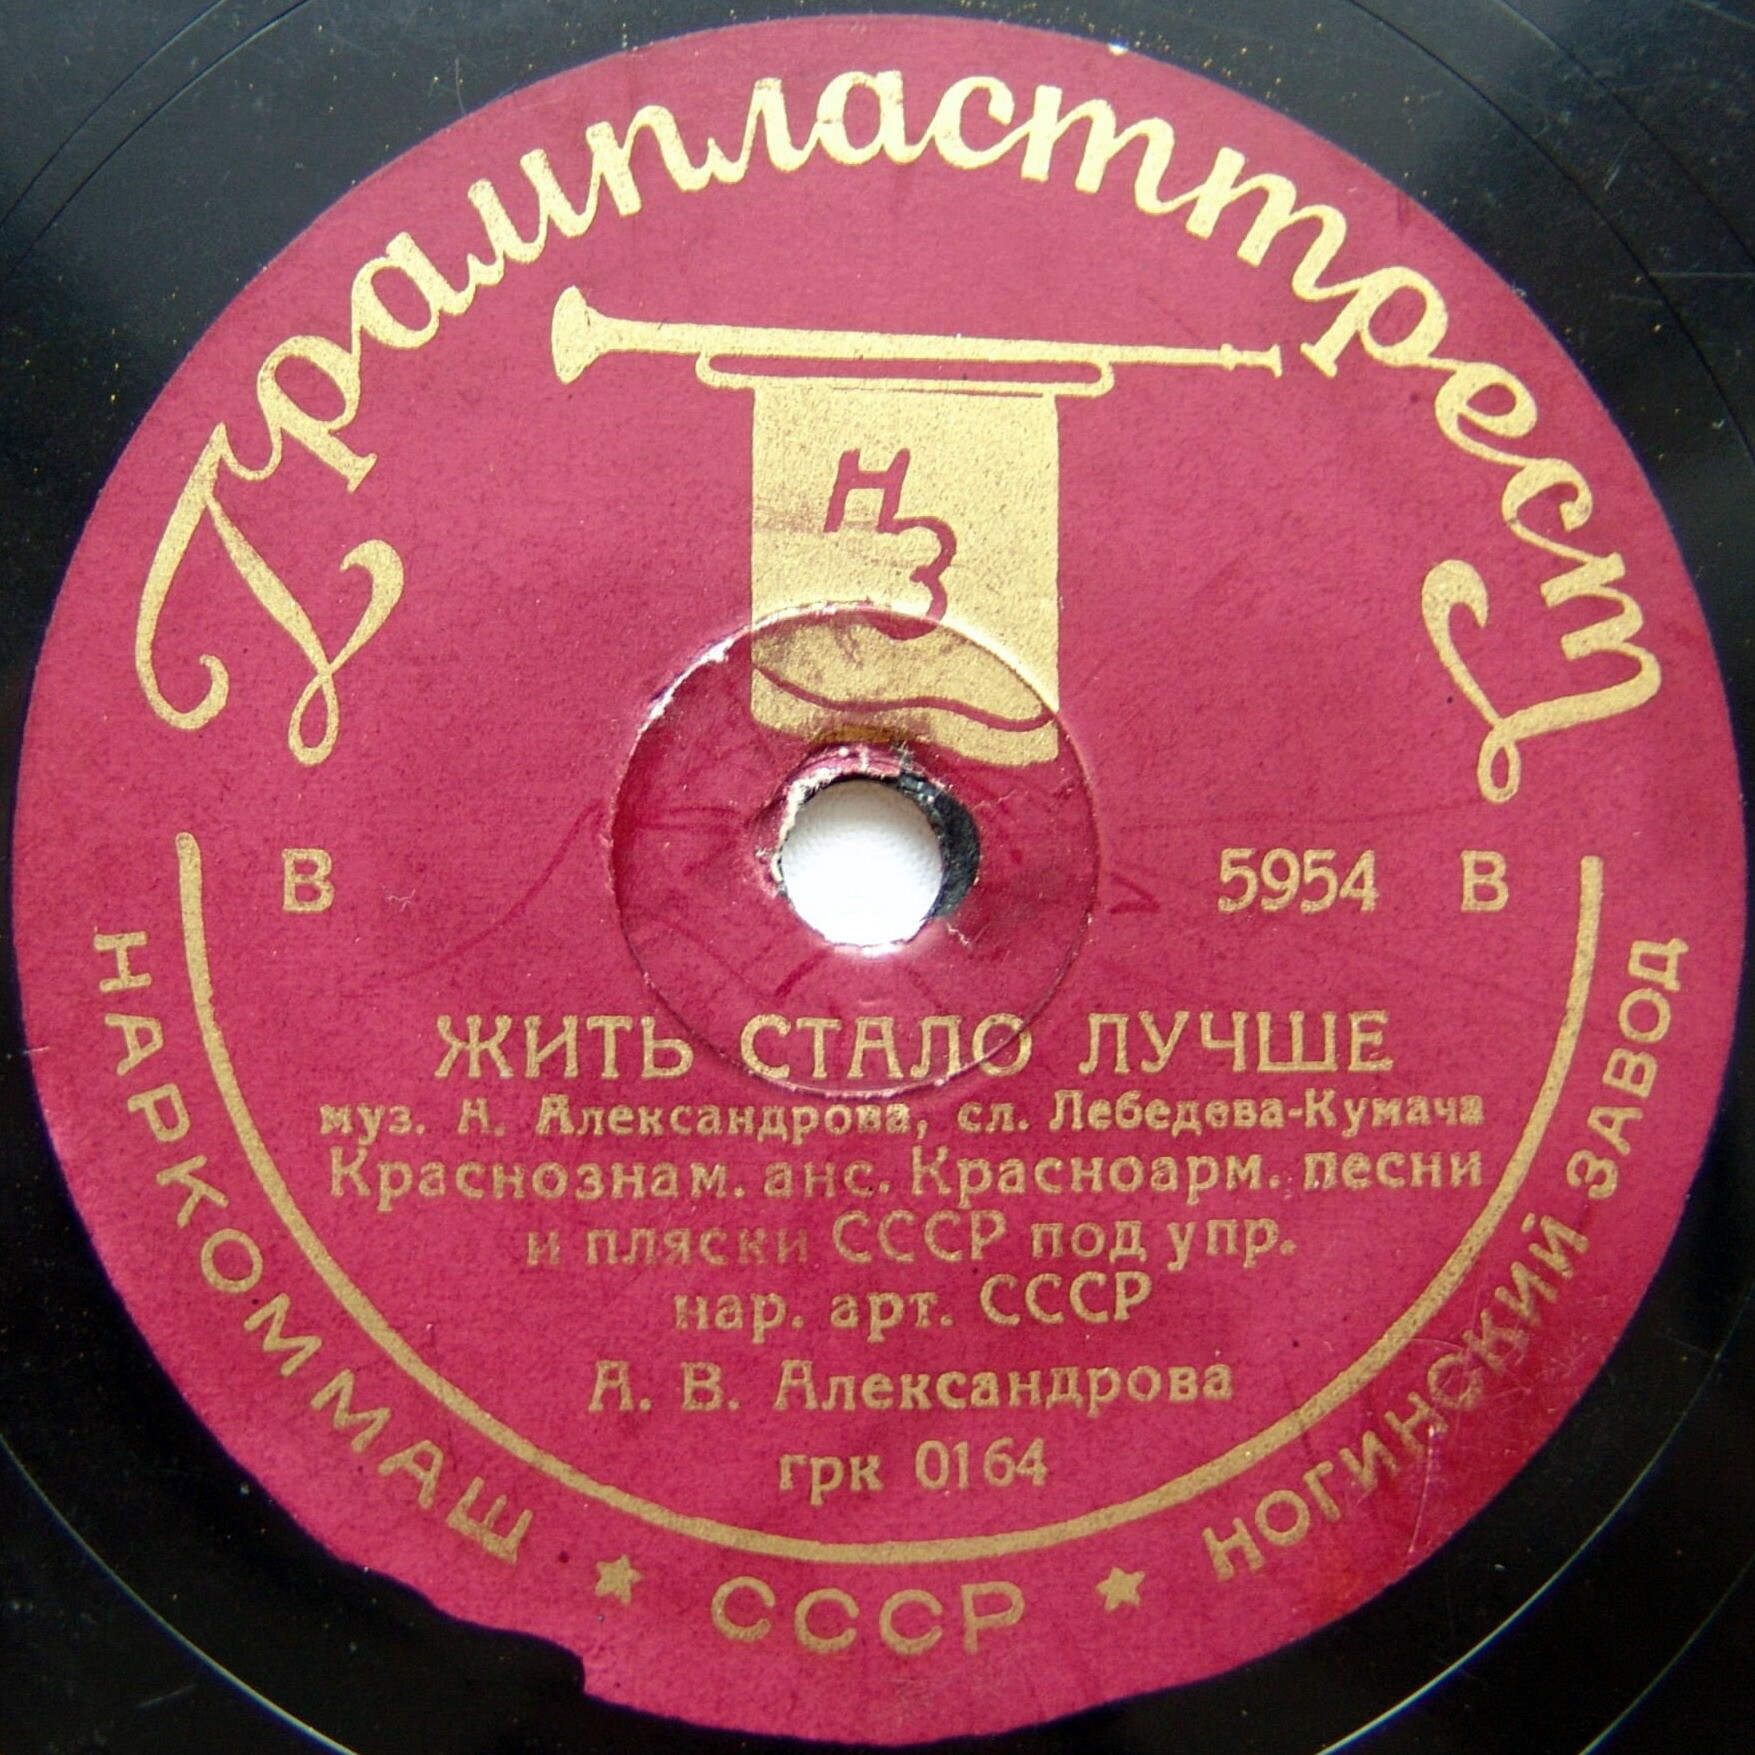 Грампласттрест
Н
З
В 5954 В
ЖИТЬ СТАЛО ЛУЧШЕ
муз. А. Александрова, сл. Лебедева-Кумача
Краснознам. анс. Красноарм. песни
и пляски СССР под упр.
нар. арт. СССР
А. В. Александрова
грк 0164
НАРКОММАШ ★ СССР ★ НОГИНСКИЙ ЗАВОД